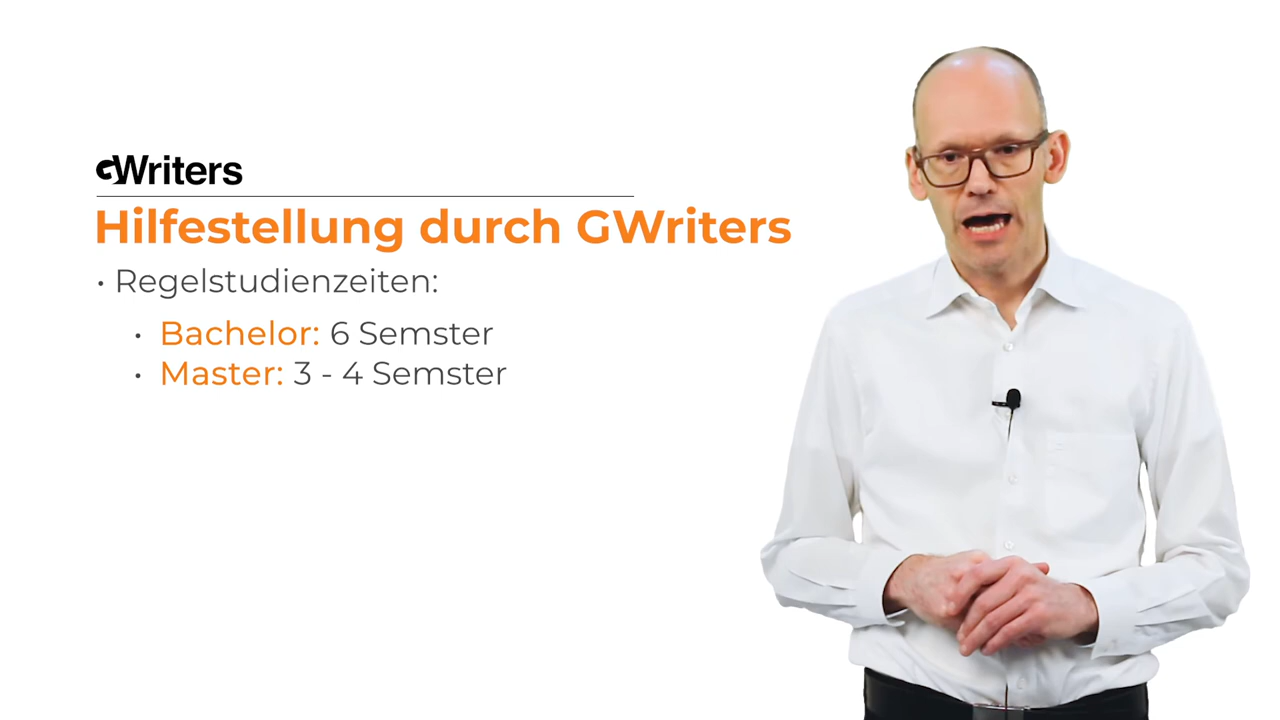 GWriters
Hilfestellung durch GWriters
• Regelstudienzeiten:
• Bachelor: 6 Semster
• Master: 3 - 4 Semster